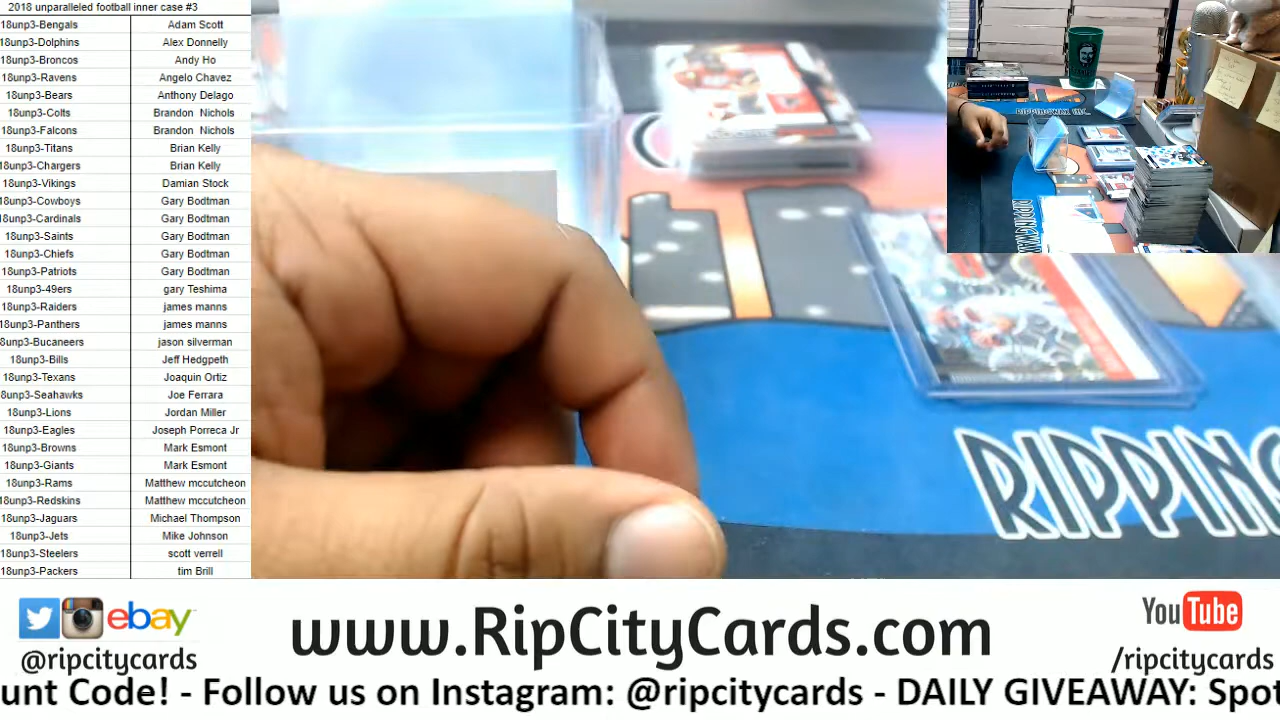 2018 unparalleled football inner case #3
18unp3-Bengals Adam Scott
18unp3-Dolphins Alex Donnelly
18unp3-Broncos Andy Ho
18unp3-Ravens Angelo Chavez
18unp3-Bears Anthony Delago
18unp3-Colts Brandon Nichols
18unp3-Falcons Brandon Nichols
18unp3-Titans Brian Kelly
18unp3-Chargers Brian Kelly
18unp3-Vikings Damian Stock
18unp3-Cowboys Gary Bodtman
18unp3-Cardinals Gary Bodtman
18unp3-Saints Gary Bodtman
18unp3-Chiefs Gary Bodtman
18unp3-Patriots Gary Bodtman
18unp3-49ers gary Teshima
18unp3-Raiders james manns
18unp3-Panthers james manns
18unp3-Bucaneers jason silverman
18unp3-Bills Jeff Hedgpeth
18unp3-Texans Joaquin Ortiz
8unp3-Seahawks Joe Ferrara
18unp3-Lions Jordan Miller
18unp3-Eagles Joseph Porreca Jr
18unp3-Browns Mark Esmont
18unp3-Giants Mark Esmont
18unp3-Rams Matthew mccutcheon
18unp3-Redskins Matthew mccutcheon
18unp3-Jaguars Michael Thompson
18unp3-Jets Mike Johnson
18unp3-Steelers scott verrell
18unp3-Packers tim Brill
RIPPING
ebay
@ripcitycards
www.RipCityCards.com
YouTube
/ripcitycards
unt Code! - Follow us on Instagram: @ripcitycards - DAILY GIVEAWAY: Spot